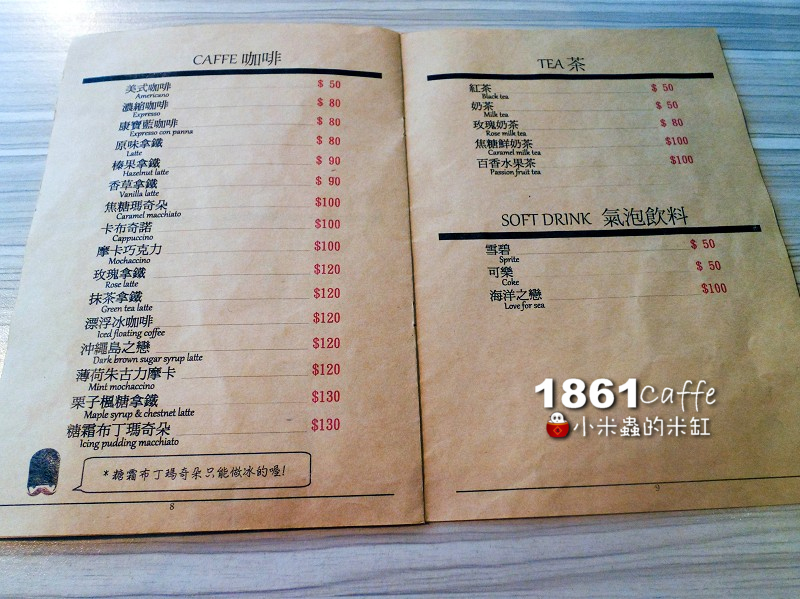 CAFFE 咖啡
美式咖啡 $ 50
Americano
濃縮咖啡 $ 80
Expresso
康寶藍咖啡 $ 80
Expresso con panna
原味拿鐵 $ 80
Latte
榛果拿鐵 $ 90
Hazelnut latte
香草拿鐵 $ 90
Vanilla latte
焦糖瑪奇朵 $100
Caramel macchiato
卡布奇諾 $100
Cappuccino
摩卡巧克力 $100
Mochaccino
玫瑰拿鐵 $120
Rose latte
抹茶拿鐵 $120
Green tea latte
漂浮冰咖啡 $120
Iced floating coffee
沖繩島之戀 $120
Dark brown sugar syrup latte
薄荷朱古力摩卡 $120
Mint mochaccino
栗子楓糖拿鐵 $130
Maple syrup & chestnet latte
糖霜布丁瑪奇朵 $130
Icing pudding macchiato
*糖霜布丁瑪奇朵只能做冰的喔!
8
TEA 茶
紅茶 $ 50
Black tea
奶茶 $ 50
Milk tea
玫瑰奶茶 $ 80
Rose milk tea
焦糖鮮奶茶 $100
Caramel milk tea
百香水果茶 $100
Passion fruit tea
SOFT DRINK 氣泡飲料
雪碧 $ 50
Sprite
可樂 $ 50
Coke
海洋之戀 $100
Love for sea
1861caffe
小米蟲的米缸
9